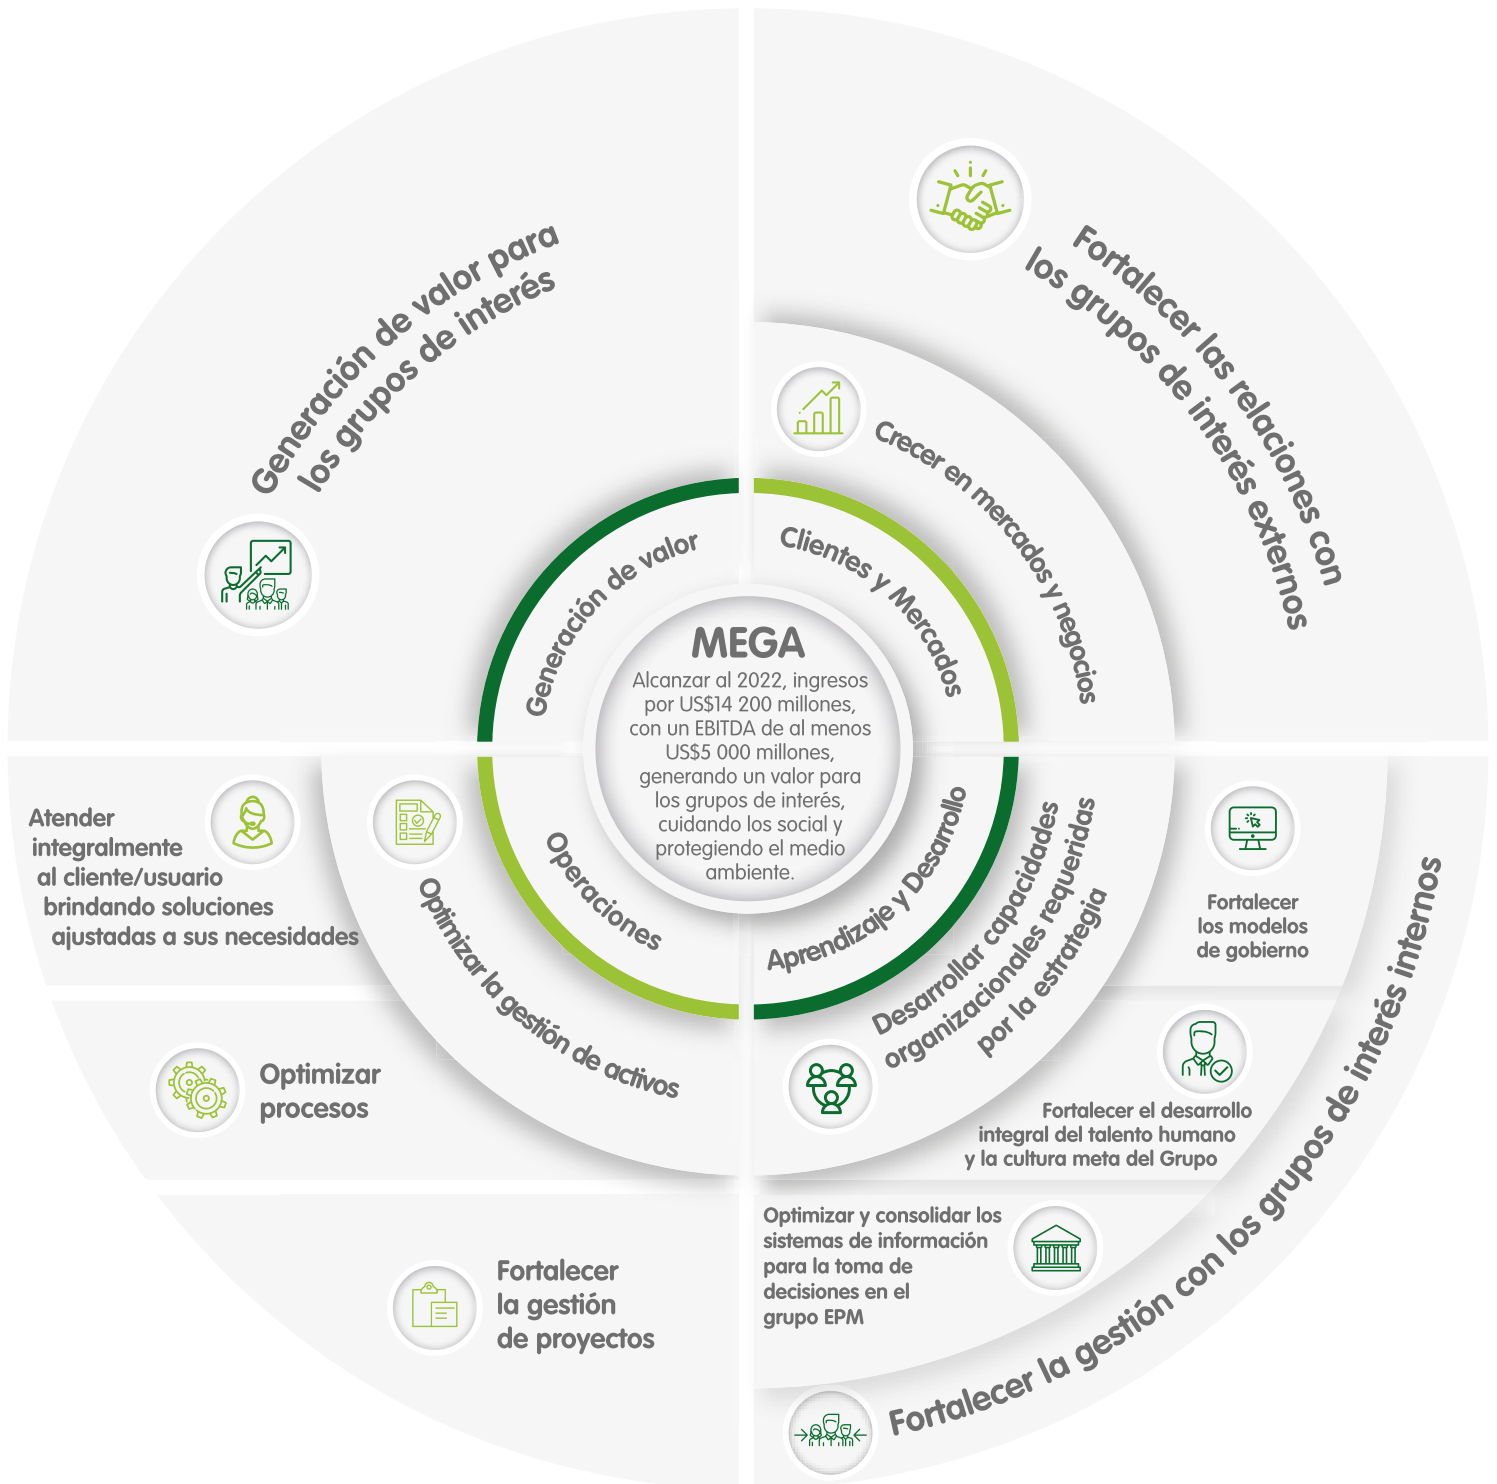 Generación de valor para
los grupos de interés
Fortalecer las relaciones con
los grupos de interés externos
Crecer en mercados y negocios
Generación de valor
Clientes y Mercados
MEGA
Alcanzar al 2022, ingresos
por US$14 200 millones,
con un EBITDA de al menos
US$5 000 millones,
generando un valor para
los grupos de interés,
cuidando los social y
protegiendo el medio
ambiente.
Operaciones
Aprendizaje y Desarrollo
Atender
integralmente
al cliente/usuario
brindando soluciones
ajustadas a sus necesidades
Optimizar la gestión de activos
Optimizar
procesos
Fortalecer
la gestión
de proyectos
Desarrollar capacidades
organizacionales requeridas
por la estrategia
Fortalecer
los modelos
de gobierno
Fortalecer el desarrollo
integral del talento humano
y la cultura meta del Grupo
Optimizar y consolidar los
sistemas de información
para la toma de
decisiones en el
grupo EPM
Fortalecer la gestión con los grupos de interés internos